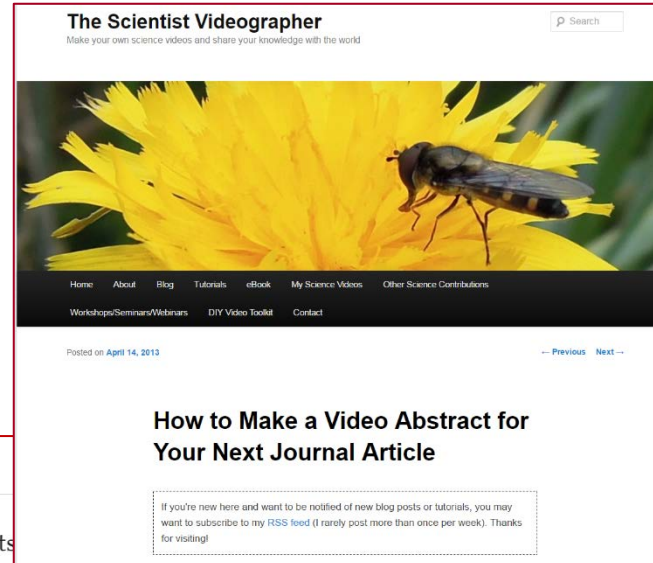 The Scientist Videographer
Make your own science videos and share your knowledge with the world
Search
Home About Blog Tutorials eBook My Science Videos Other Science Contributions
Workshops/Seminars/Webinars DIY Video Toolkit Contact
Posted on April 14, 2013
← Previous Next →
How to Make a Video Abstract for
Your Next Journal Article
If you're new here and want to be notified of new blog posts or tutorials, you may
want to subscribe to my RSS feed (I rarely post more than once per week). Thanks
for visiting!
ts